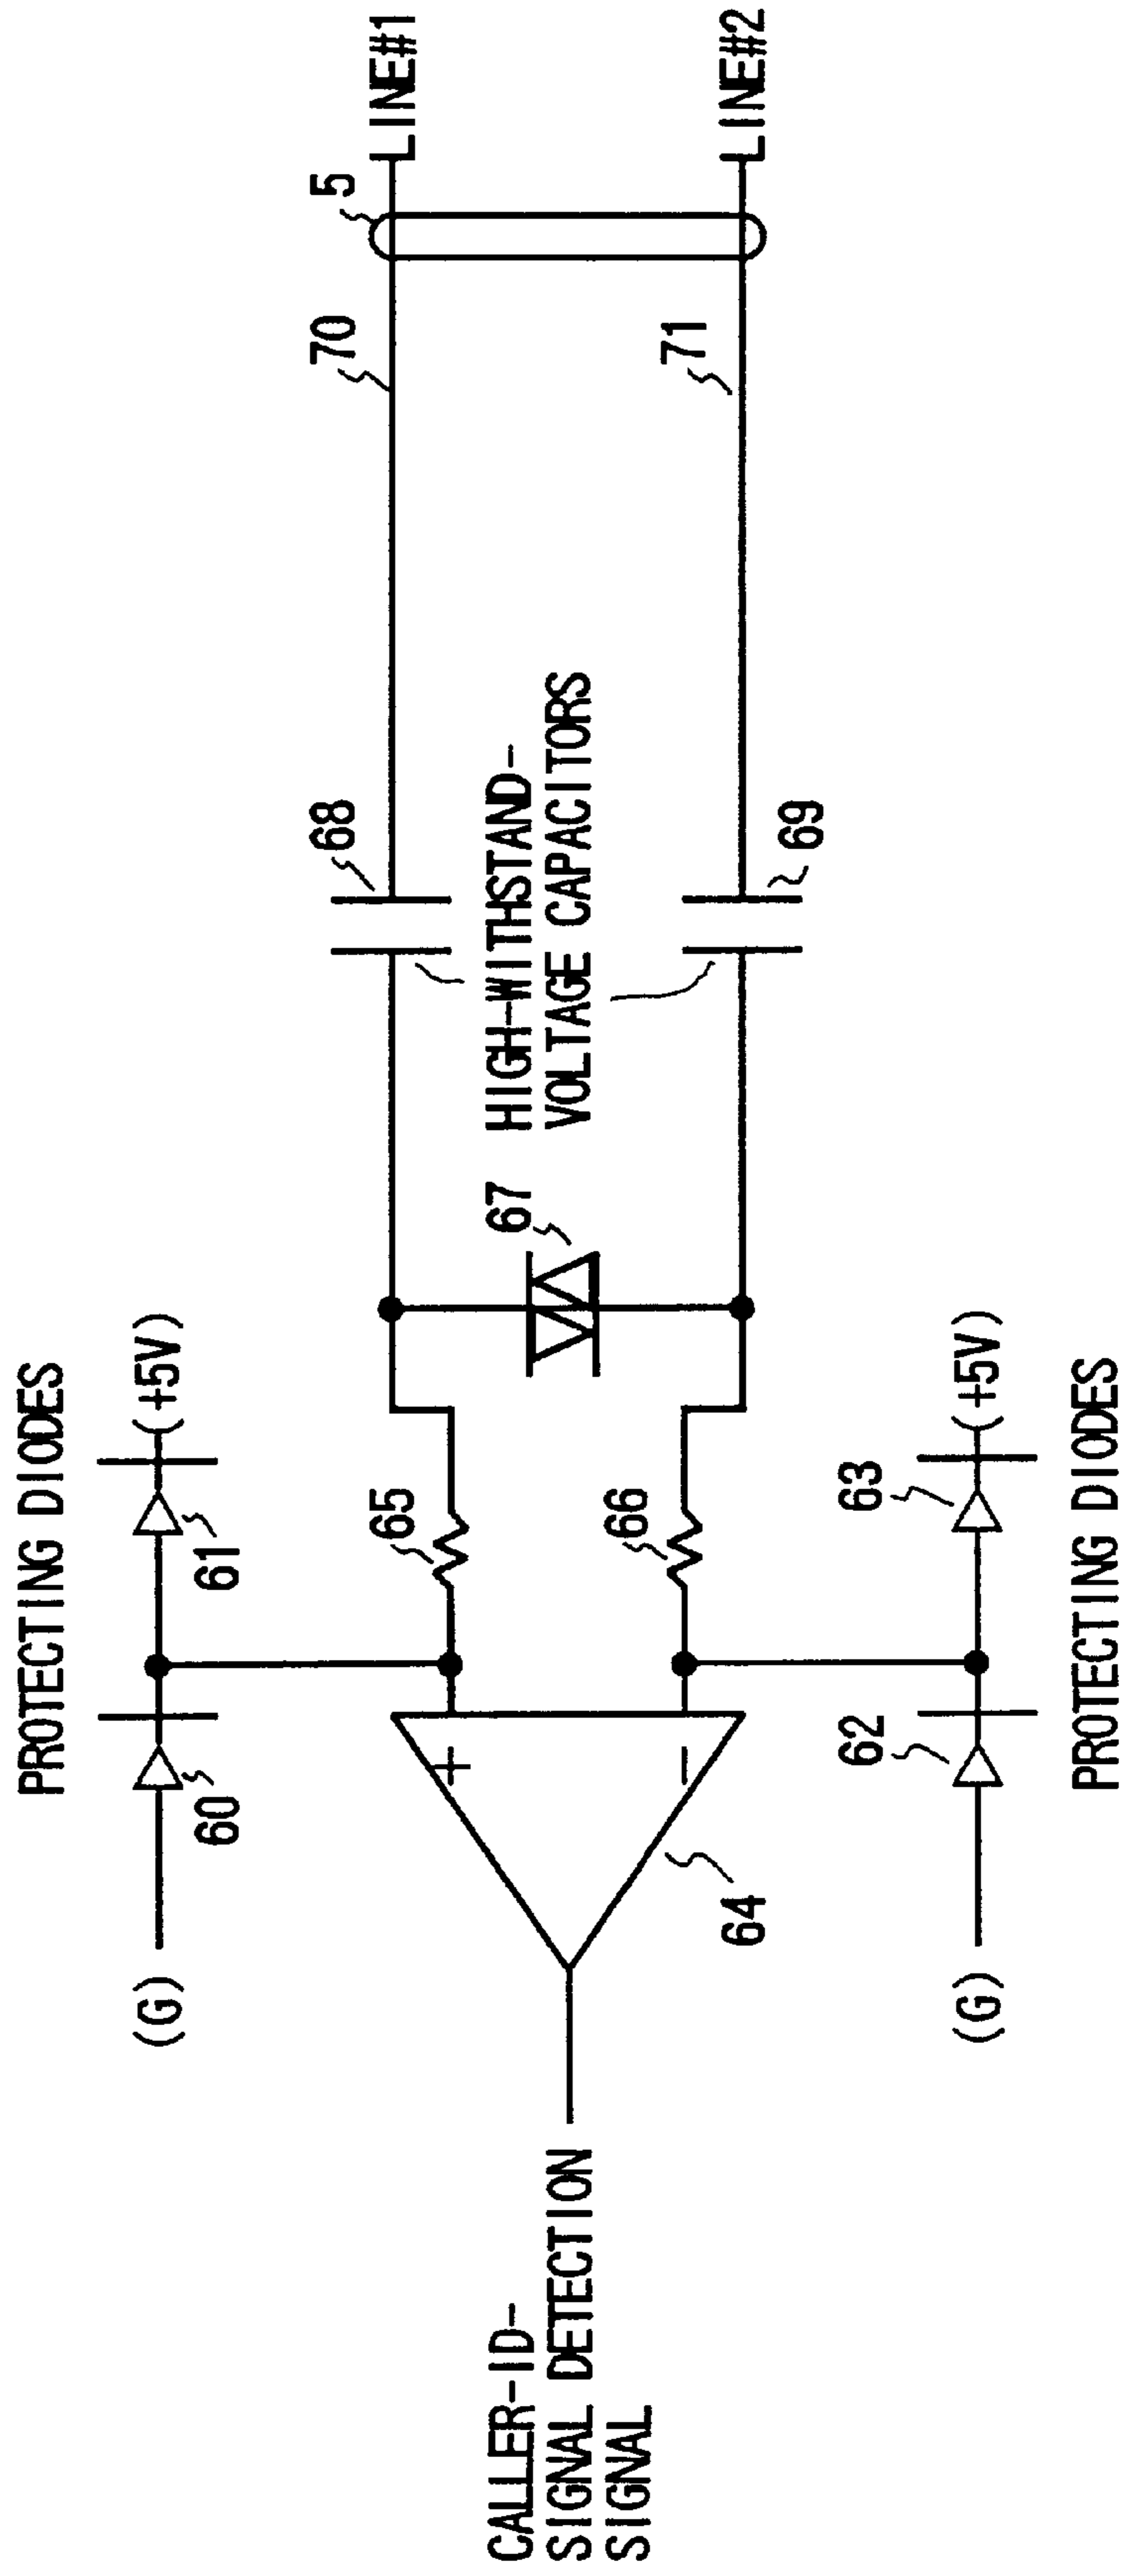 PROTECTING DIODES
(G)
60
61
(+5V)
CALLER-ID-
SIGNAL DETECTION
SIGNAL
64
65
66
67
HIGH-WITHSTAND-
VOLTAGE CAPACITORS
68
69
70
71
5
LINE#1
LINE#2
+
−
(G)
62
63
(+5V)
PROTECTING DIODES